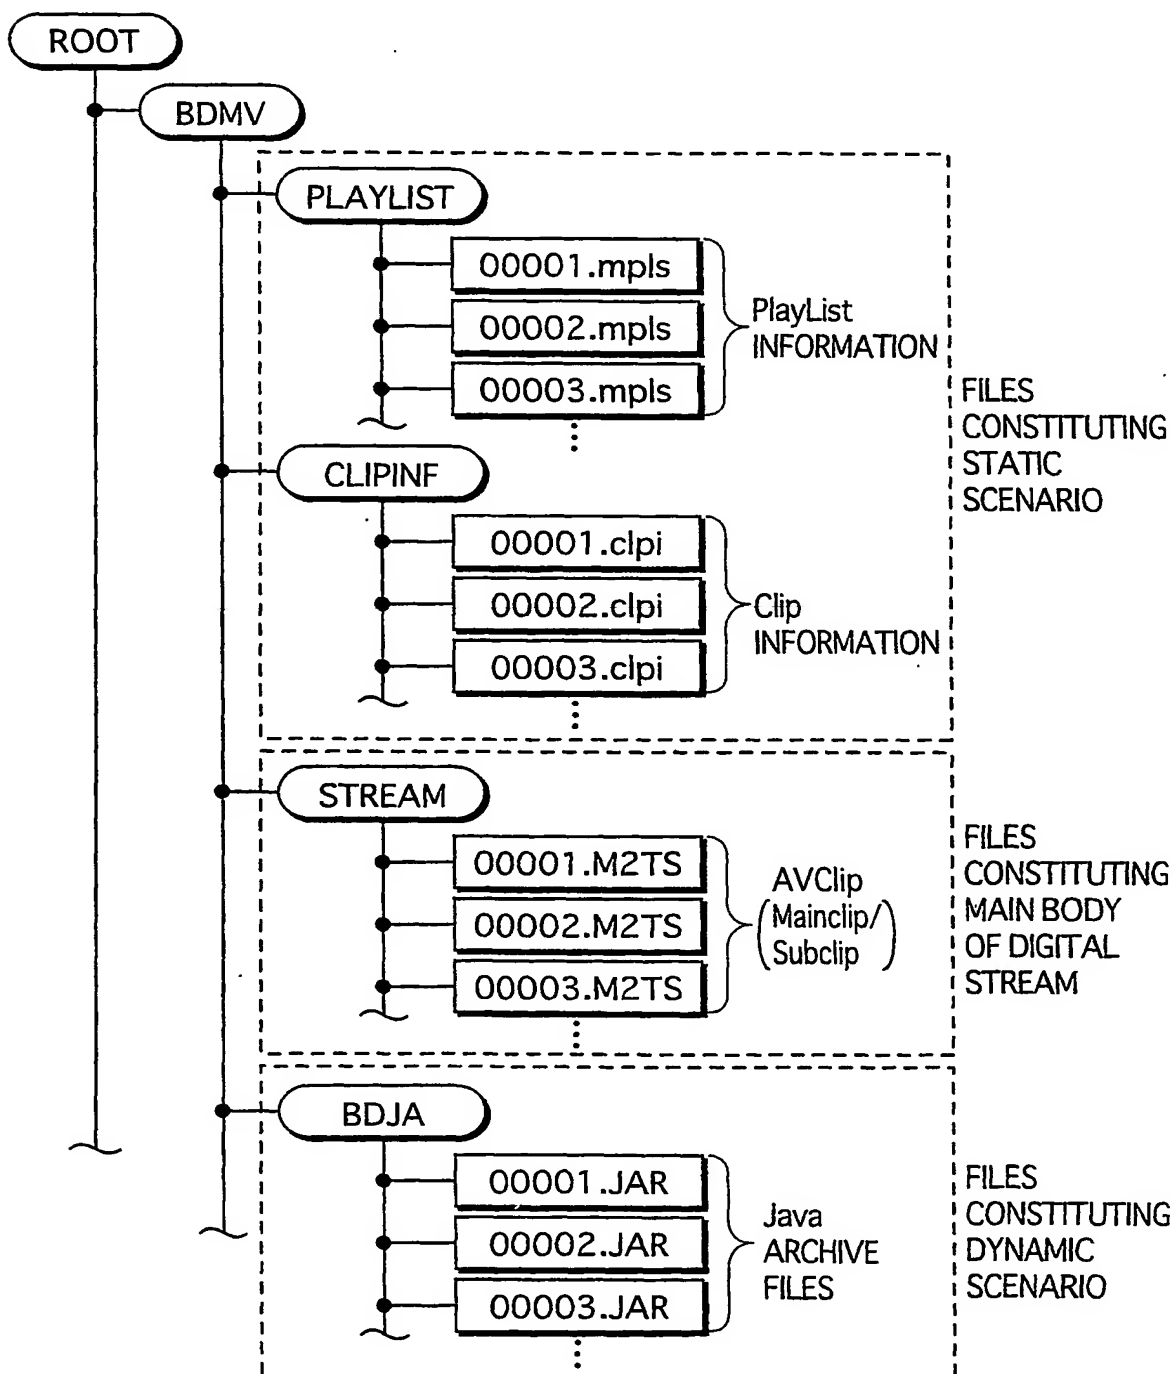 ROOT
BDMV
PLAYLIST
00001.mpls
00002.mpls
00003.mpls
PlayList
INFORMATION
CLIPINF
00001.clpi
00002.clpi
00003.clpi
Clip
INFORMATION
FILES
CONSTITUTING
STATIC
SCENARIO
STREAM
00001.M2TS
00002.M2TS
00003.M2TS
AVClip
(Mainclip/
Subclip)
FILES
CONSTITUTING
MAIN BODY
OF DIGITAL
STREAM
BDJA
00001.JAR
00002.JAR
00003.JAR
Java
ARCHIVE
FILES
FILES
CONSTITUTING
DYNAMIC
SCENARIO